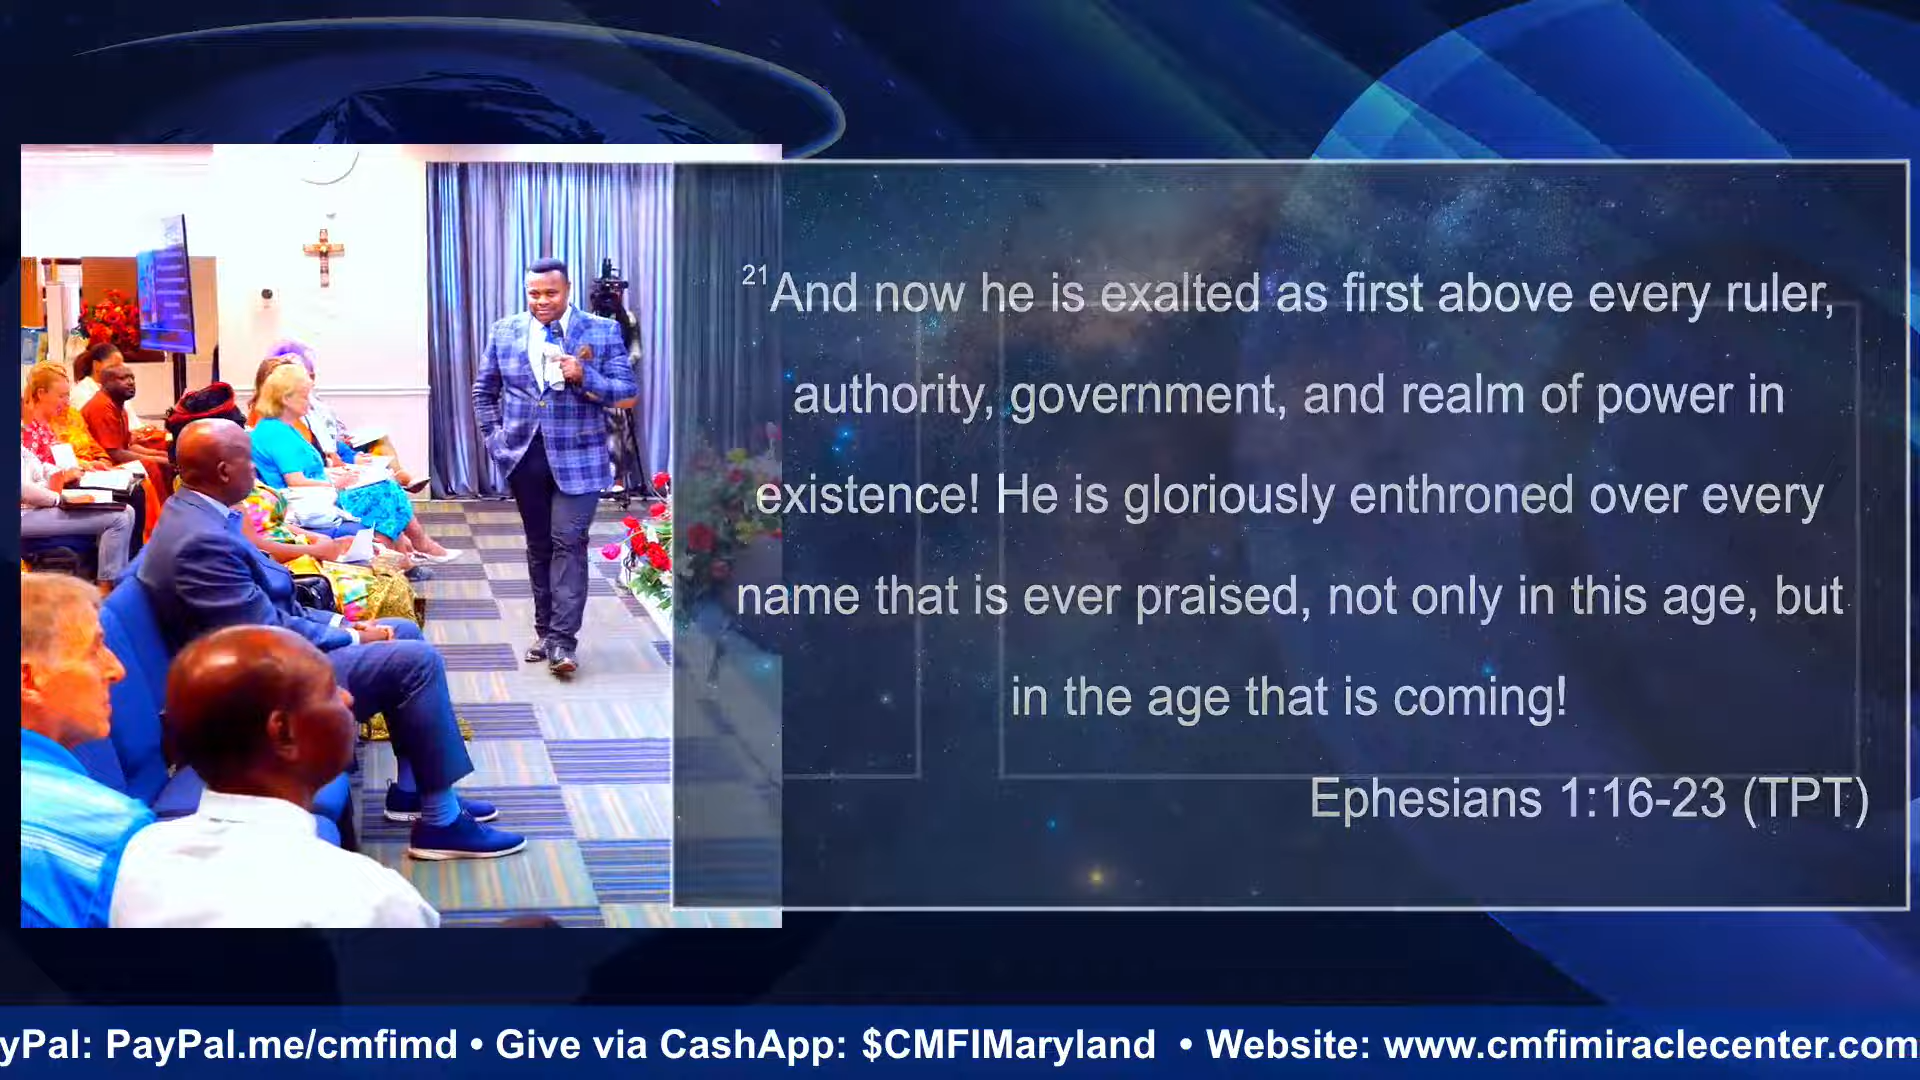 ²¹And now he is exalted as first above every ruler,
authority, government, and realm of power in
existence! He is gloriously enthroned over every
name that is ever praised, not only in this age, but
in the age that is coming!
Ephesians 1:16-23 (TPT)
yPal: PayPal.me/cmfimd • Give via CashApp: $CMFIMaryland • Website: www.cmfimiraclecenter.com